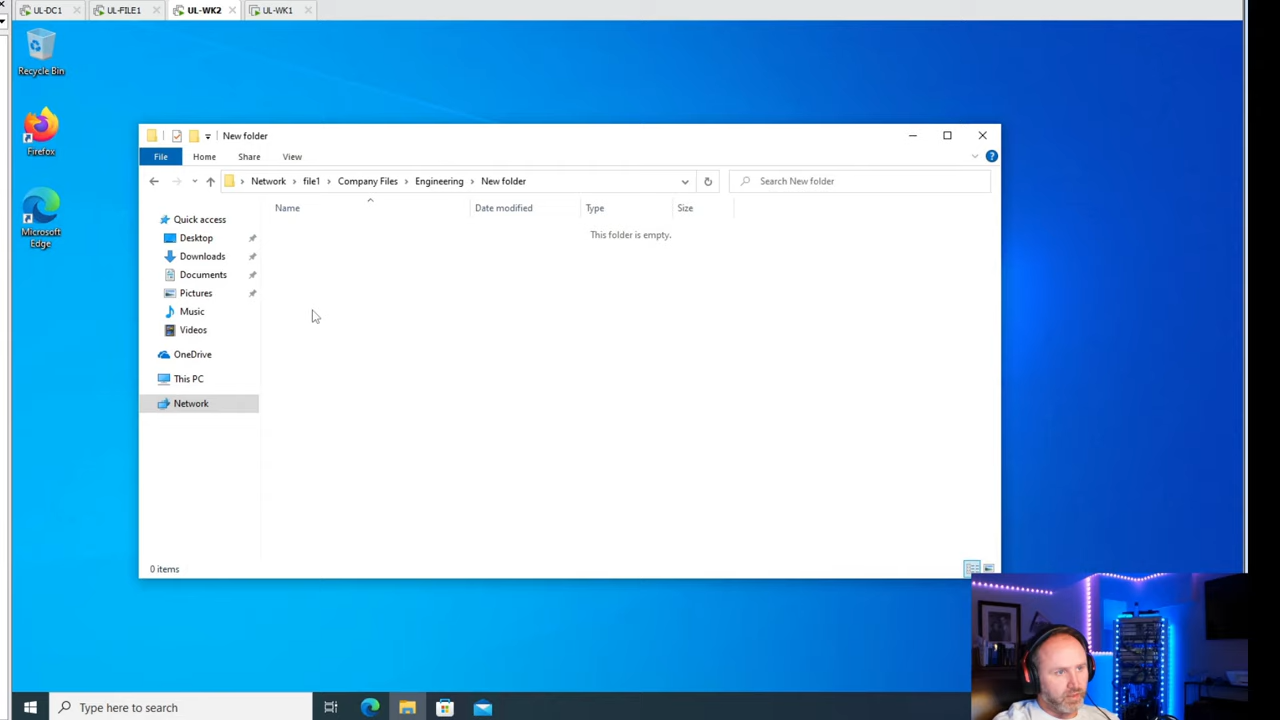 UL-DC1 UL-FILE1 UL-WK2 UL-WK1
Recycle Bin
Firefox
Microsoft
Edge
New folder
File Home Share View
Network file1 Company Files Engineering New folder
Search New folder
Name Date modified Type Size
This folder is empty.
Quick access
Desktop
Downloads
Documents
Pictures
Music
Videos
OneDrive
This PC
Network
0 items
Type here to search